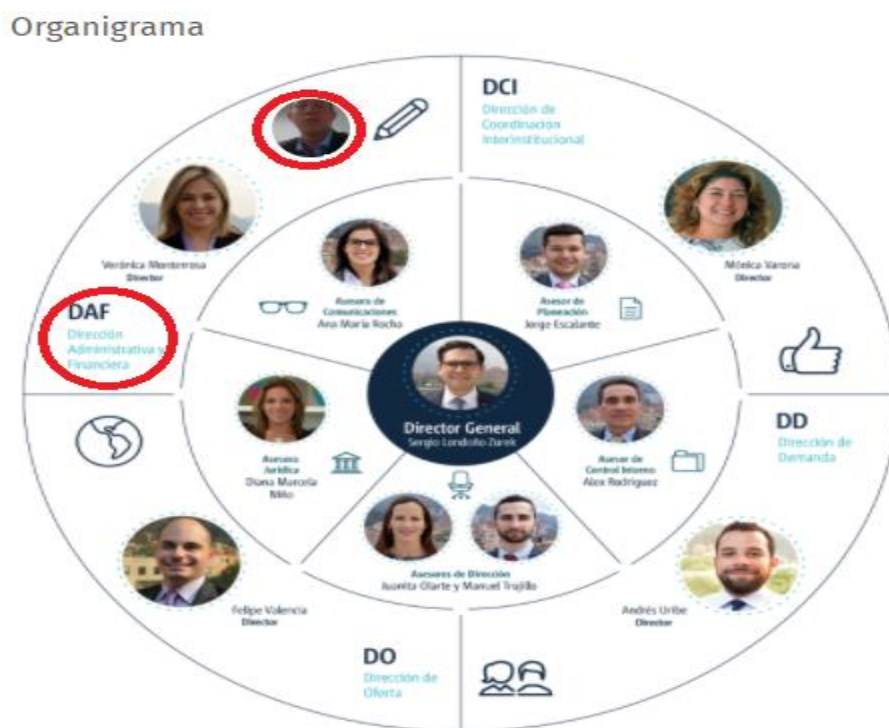 Organigrama
DCI
Dirección de
Coordinación
Interinstitucional
Verónica Monterrosa
Director
Mónica Varona
Director
Asesora de
Comunicaciones
Ana María Rocha
Asesor de
Planeación
Jorge Escalante
DAF
Dirección
Administrativa y
Financiera
Director General
Sergio Londoño Zurek
Asesora
Jurídica
Diana Marcela
Niño
Asesor de
Control Interno
Alex Rodríguez
DD
Dirección de
Demanda
Asesores de Dirección
Juanita Olarte y Manuel Trujillo
Felipe Valencia
Director
Andrés Uribe
Director
DO
Dirección de
Oferta